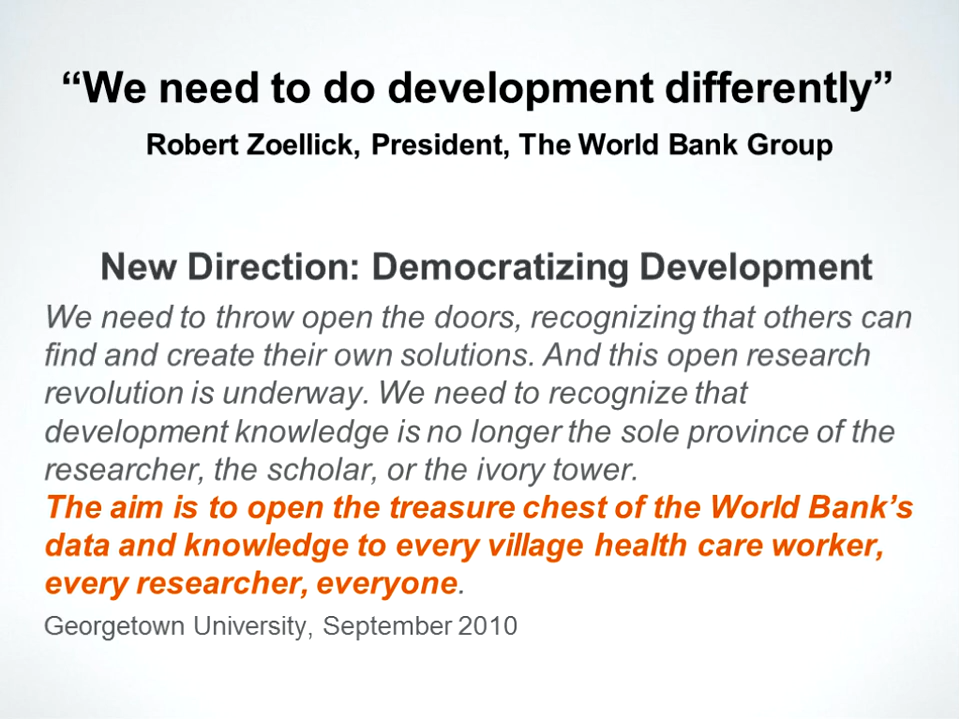 “We need to do development differently”
Robert Zoellick, President, The World Bank Group
New Direction: Democratizing Development
We need to throw open the doors, recognizing that others can
find and create their own solutions. And this open research
revolution is underway. We need to recognize that
development knowledge is no longer the sole province of the
researcher, the scholar, or the ivory tower.
The aim is to open the treasure chest of the World Bank’s
data and knowledge to every village health care worker,
every researcher, everyone.
Georgetown University, September 2010